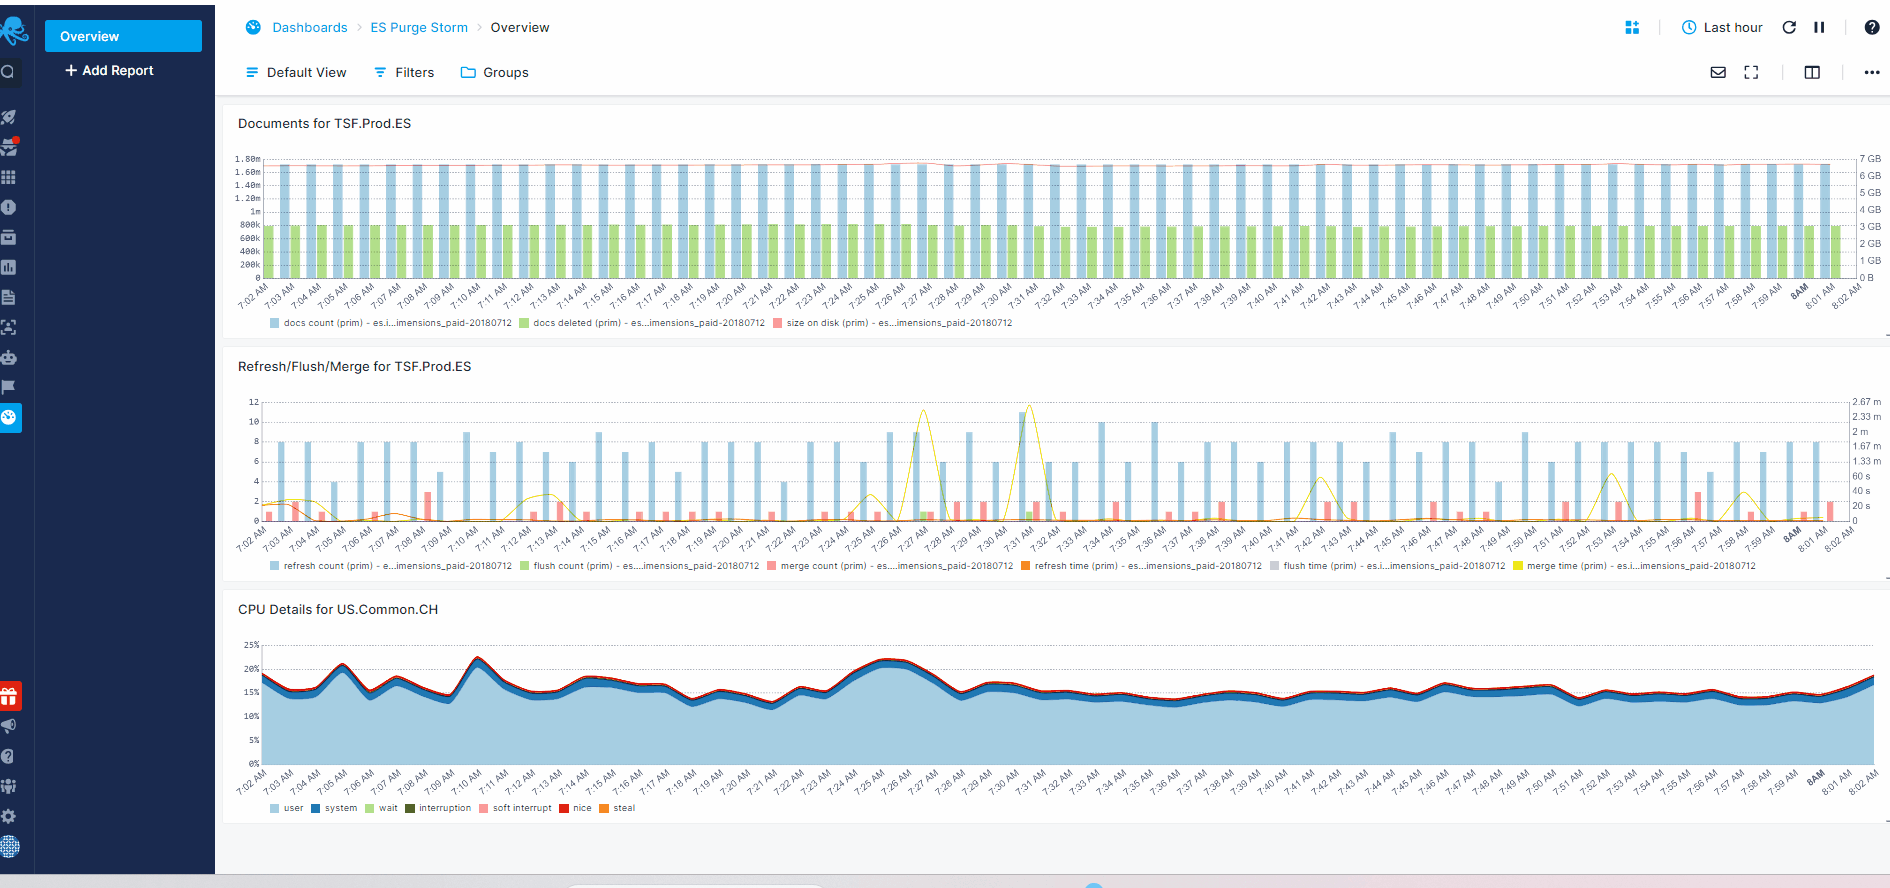 Overview
Add Report
Dashboards > ES Purge Storm > Overview
Last hour
Default View Filters Groups
Documents for TSF.Prod.ES
1.80m
1.60m
1.40m
1.20m
1m
800k
600k
400k
200k
0
7 GB
6 GB
5 GB
4 GB
3 GB
2 GB
1 GB
0 B
7:02 AM 7:03 AM 7:04 AM 7:05 AM 7:06 AM 7:07 AM 7:08 AM 7:09 AM 7:10 AM 7:11 AM 7:12 AM 7:13 AM 7:14 AM 7:15 AM 7:16 AM 7:17 AM 7:18 AM 7:19 AM 7:20 AM 7:21 AM 7:22 AM 7:23 AM 7:24 AM 7:25 AM 7:26 AM 7:27 AM 7:28 AM 7:29 AM 7:30 AM 7:31 AM 7:32 AM 7:33 AM 7:34 AM 7:35 AM 7:36 AM 7:37 AM 7:38 AM 7:39 AM 7:40 AM 7:41 AM 7:42 AM 7:43 AM 7:44 AM 7:45 AM 7:46 AM 7:47 AM 7:48 AM 7:49 AM 7:50 AM 7:51 AM 7:52 AM 7:53 AM 7:54 AM 7:55 AM 7:56 AM 7:57 AM 7:58 AM 7:59 AM 8AM 8:01 AM 8:02 AM
docs count (prim) - es.i...imensions_paid-20180712 docs deleted (prim) - es...imensions_paid-20180712 size on disk (prim) - es...imensions_paid-20180712
Refresh/Flush/Merge for TSF.Prod.ES
12
10
8
6
4
2
0
2.67 m
2.33 m
2 m
1.67 m
1.33 m
60 s
40 s
20 s
0
7:02 AM 7:03 AM 7:04 AM 7:05 AM 7:06 AM 7:07 AM 7:08 AM 7:09 AM 7:10 AM 7:11 AM 7:12 AM 7:13 AM 7:14 AM 7:15 AM 7:16 AM 7:17 AM 7:18 AM 7:19 AM 7:20 AM 7:21 AM 7:22 AM 7:23 AM 7:24 AM 7:25 AM 7:26 AM 7:27 AM 7:28 AM 7:29 AM 7:30 AM 7:31 AM 7:32 AM 7:33 AM 7:34 AM 7:35 AM 7:36 AM 7:37 AM 7:38 AM 7:39 AM 7:40 AM 7:41 AM 7:42 AM 7:43 AM 7:44 AM 7:45 AM 7:46 AM 7:47 AM 7:48 AM 7:49 AM 7:50 AM 7:51 AM 7:52 AM 7:53 AM 7:54 AM 7:55 AM 7:56 AM 7:57 AM 7:58 AM 7:59 AM 8AM 8:01 AM 8:02 AM
refresh count (prim) - e...imensions_paid-20180712 flush count (prim) - es....imensions_paid-20180712 merge count (prim) - es....imensions_paid-20180712 refresh time (prim) - es...imensions_paid-20180712 flush time (prim) - es.i...imensions_paid-20180712 merge time (prim) - es.i...imensions_paid-20180712
CPU Details for US.Common.CH
25%
20%
15%
10%
5%
0%
7:02 AM 7:03 AM 7:04 AM 7:05 AM 7:06 AM 7:07 AM 7:08 AM 7:09 AM 7:10 AM 7:11 AM 7:12 AM 7:13 AM 7:14 AM 7:15 AM 7:16 AM 7:17 AM 7:18 AM 7:19 AM 7:20 AM 7:21 AM 7:22 AM 7:23 AM 7:24 AM 7:25 AM 7:26 AM 7:27 AM 7:28 AM 7:29 AM 7:30 AM 7:31 AM 7:32 AM 7:33 AM 7:34 AM 7:35 AM 7:36 AM 7:37 AM 7:38 AM 7:39 AM 7:40 AM 7:41 AM 7:42 AM 7:43 AM 7:44 AM 7:45 AM 7:46 AM 7:47 AM 7:48 AM 7:49 AM 7:50 AM 7:51 AM 7:52 AM 7:53 AM 7:54 AM 7:55 AM 7:56 AM 7:57 AM 7:58 AM 7:59 AM 8AM 8:01 AM 8:02 AM
user system wait interruption soft interrupt nice steal